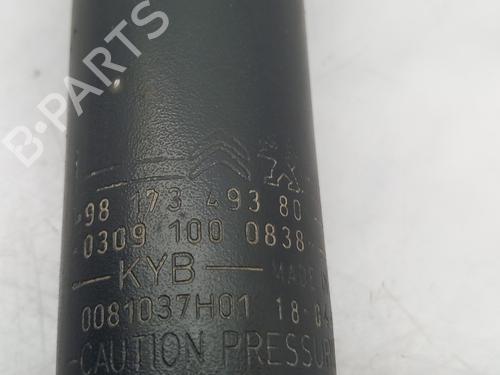 B-PARTS
98 173 493 80
0309 100 0838
KYB MADE
0081037H01 18-04
CAUTION PRESSUR